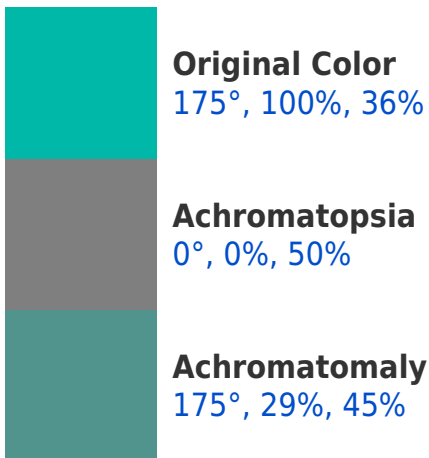 Original Color
175°, 100%, 36%
Achromatopsia
0°, 0%, 50%
Achromatomaly
175°, 29%, 45%